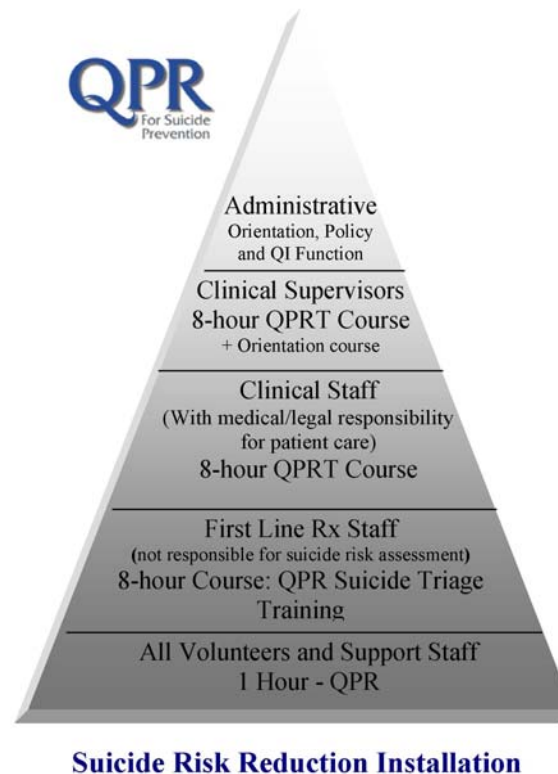 QPR
For Suicide
Prevention
Administrative
Orientation, Policy
and QI Function
Clinical Supervisors
8-hour QPRT Course
+ Orientation course
Clinical Staff
(With medical/legal responsibility
for patient care)
8-hour QPRT Course
First Line Rx Staff
(not responsible for suicide risk assessment)
8-hour Course: QPR Suicide Triage
Training
All Volunteers and Support Staff
1 Hour - QPR
Suicide Risk Reduction Installation